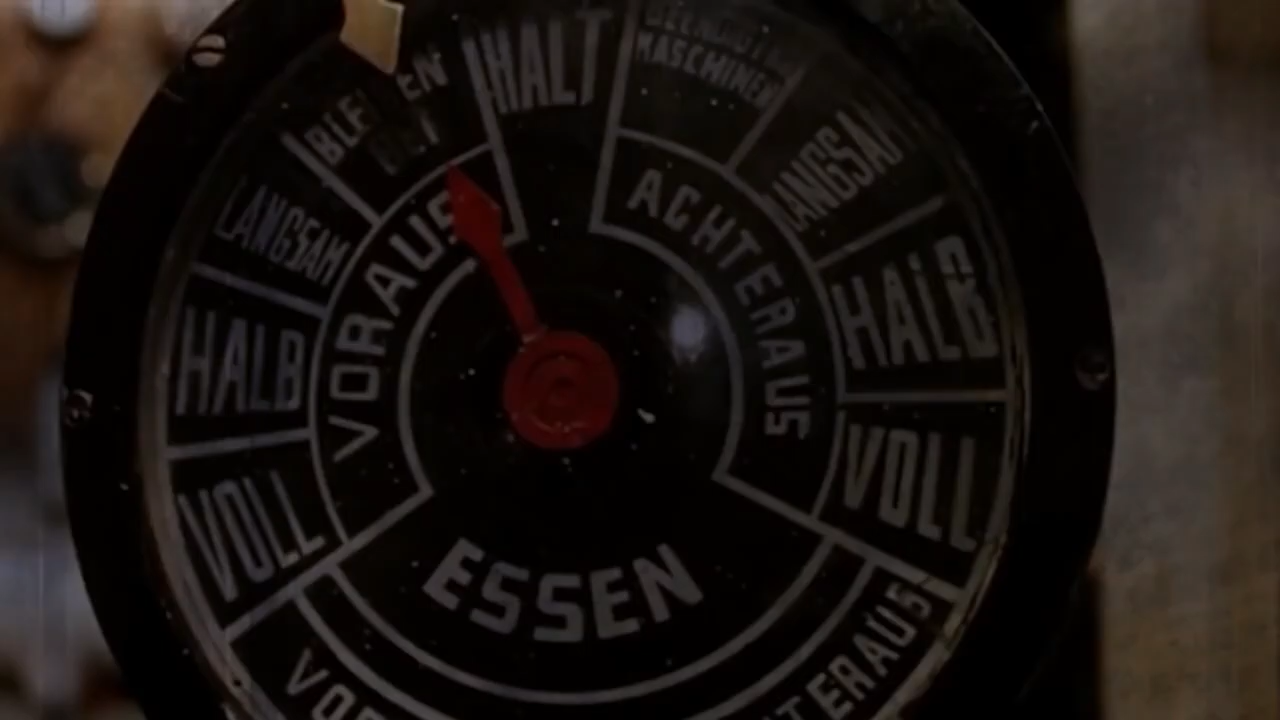 HALT
MASCHINEN
LANGSAM
LANGSAM
VORAUS
ACHTERAUS
HALB
HALB
VOLL
VOLL
ESSEN